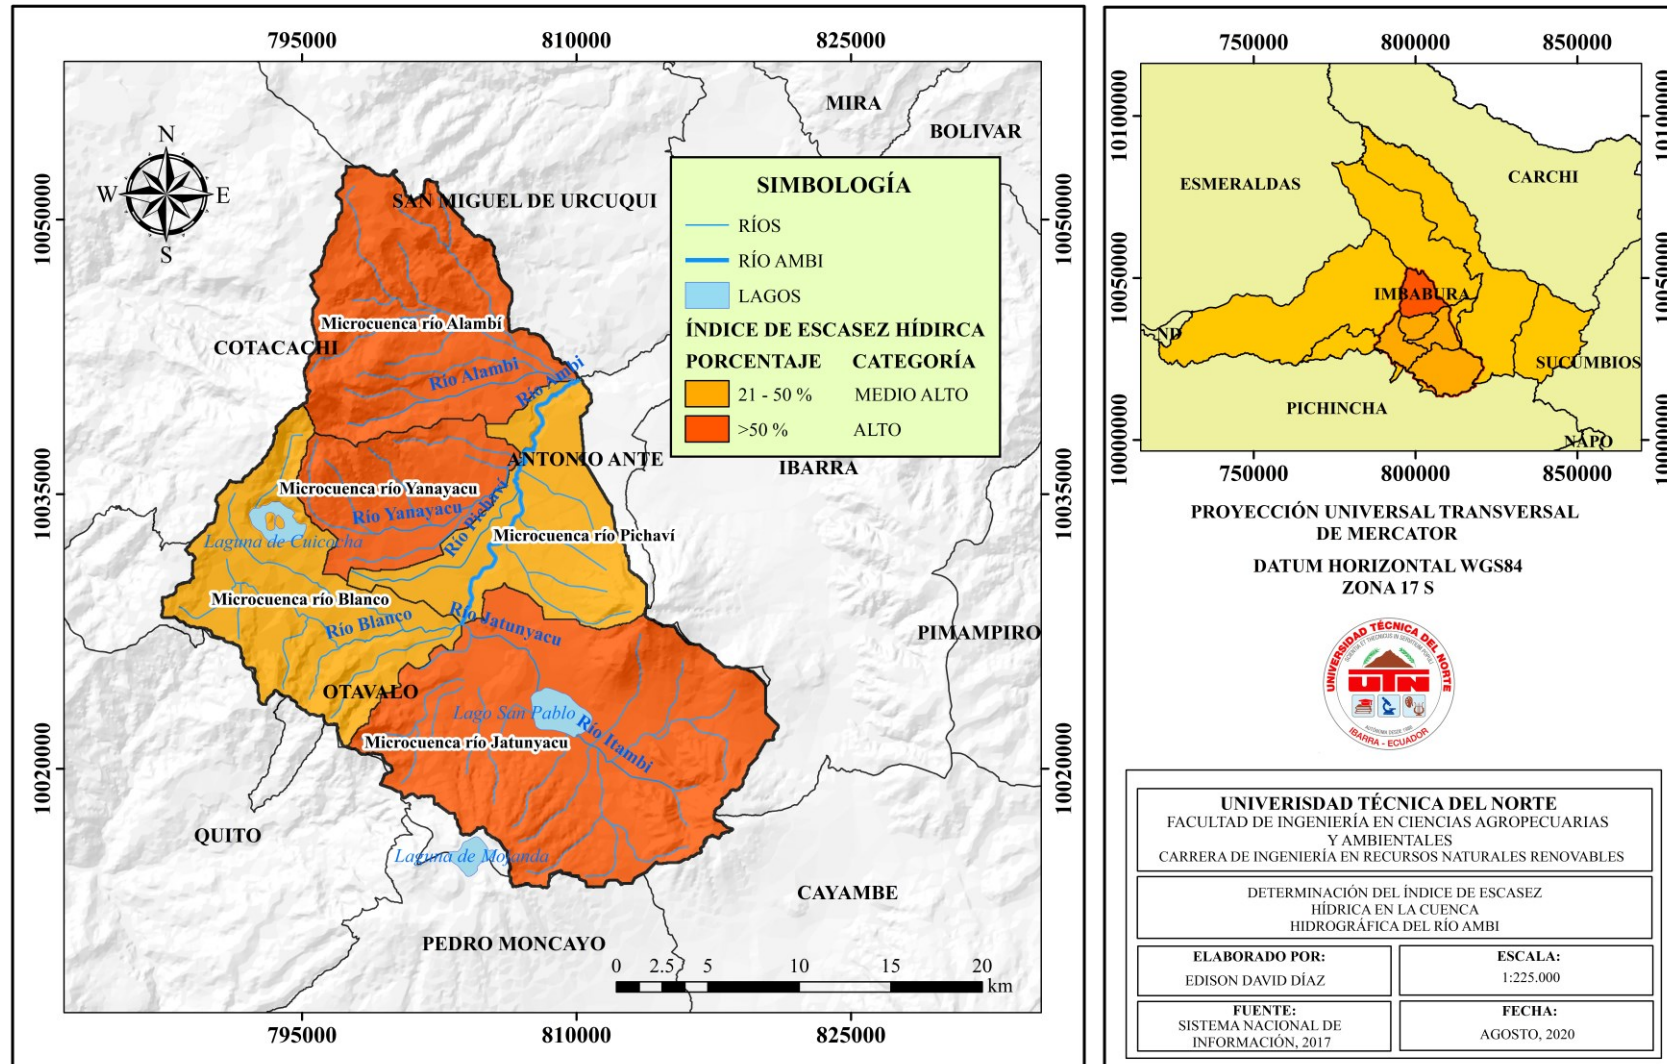 795000
810000
825000
10050000
10035000
10020000
10050000
10035000
10020000
795000
810000
825000
N
W
E
S
MIRA
BOLIVAR
SAN MIGUEL DE URCUQUI
COTACACHI
ANTONIO ANTE
IBARRA
PIMAMPIRO
OTAVALO
QUITO
CAYAMBE
PEDRO MONCAYO
Microcuenca río Alambí
Río Alambi
Río Ambi
Microcuenca río Yanayacu
Río Yanayacu
Río Pichaví
Microcuenca río Pichaví
Laguna de Cuicocha
Microcuenca río Blanco
Río Blanco
Río Jatunyacu
Lago San Pablo
Río Itambi
Microcuenca río Jatunyacu
Laguna de Mojanda
SIMBOLOGÍA
RÍOS
RÍO AMBI
LAGOS
ÍNDICE DE ESCASEZ HÍDIRCA
PORCENTAJE CATEGORÍA
21 - 50 % MEDIO ALTO
>50 % ALTO
0 2.5 5 10 15 20
km
750000
800000
850000
10100000
10050000
10000000
10100000
10050000
10000000
750000
800000
850000
ESMERALDAS
CARCHI
IMBABURA
ND
SUCUMBIOS
PICHINCHA
NAPO
PROYECCIÓN UNIVERSAL TRANSVERSAL
DE MERCATOR
DATUM HORIZONTAL WGS84
ZONA 17 S
UNIVERSIDAD TÉCNICA DEL NORTE
UTN
IBARRA - ECUADOR
UNIVERISDAD TÉCNICA DEL NORTE
FACULTAD DE INGENIERÍA EN CIENCIAS AGROPECUARIAS
Y AMBIENTALES
CARRERA DE INGENIERÍA EN RECURSOS NATURALES RENOVABLES
DETERMINACIÓN DEL ÍNDICE DE ESCASEZ
HÍDRICA EN LA CUENCA
HIDROGRÁFICA DEL RÍO AMBI
ELABORADO POR:
EDISON DAVID DÍAZ
ESCALA:
1:225.000
FUENTE:
SISTEMA NACIONAL DE
INFORMACIÓN, 2017
FECHA:
AGOSTO, 2020